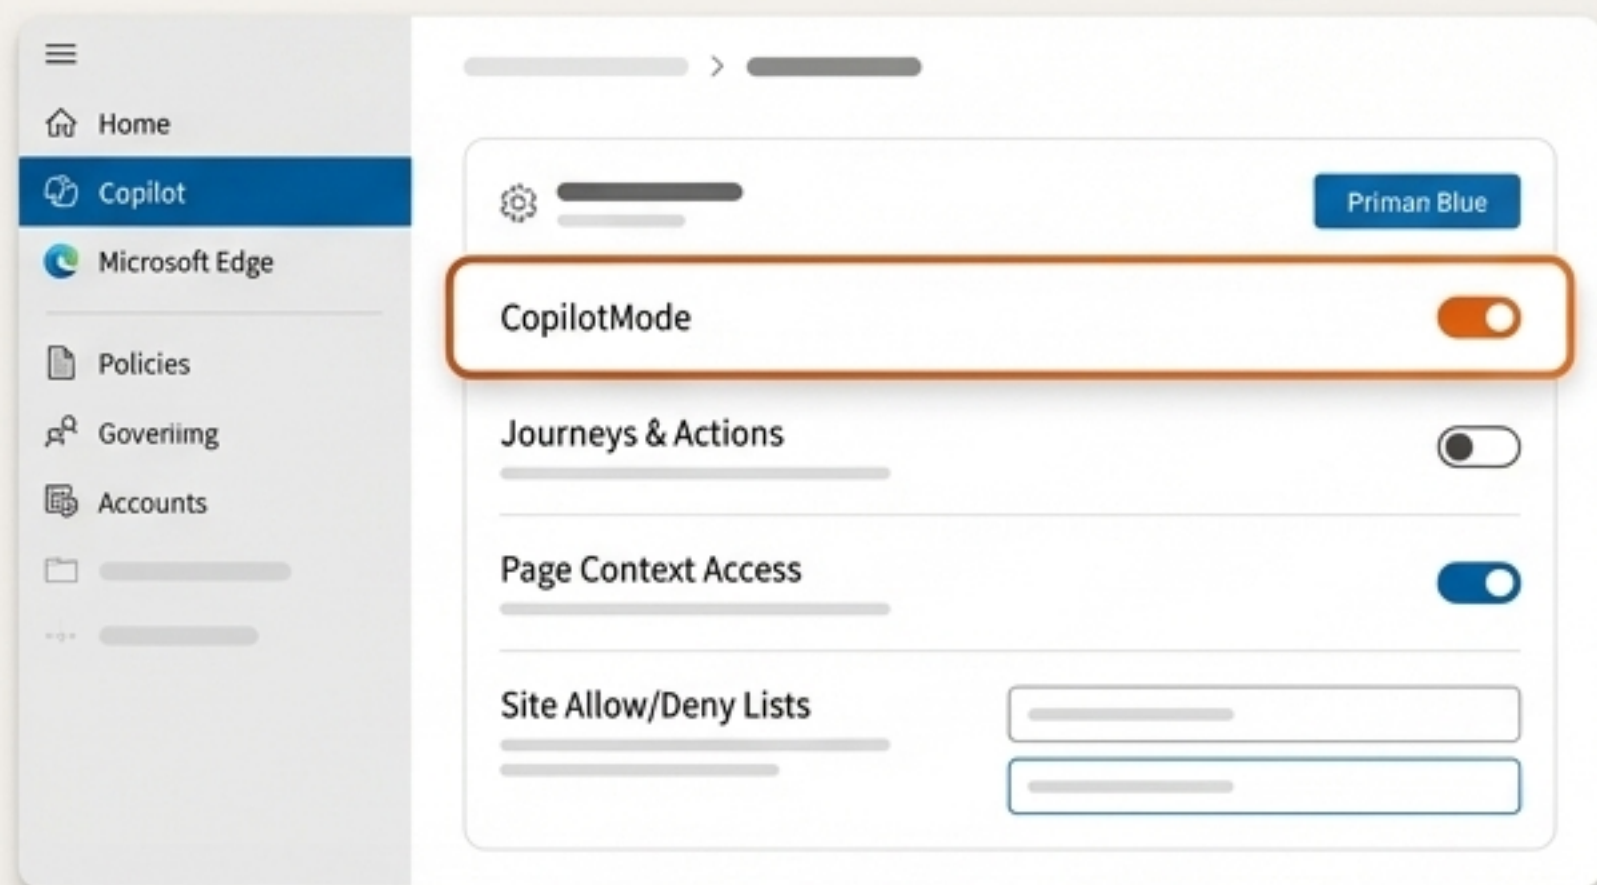 Home
Copilot
Microsoft Edge
Policies
Goveriimg
Accounts
Priman Blue
CopilotMode
Journeys & Actions
Page Context Access
Site Allow/Deny Lists